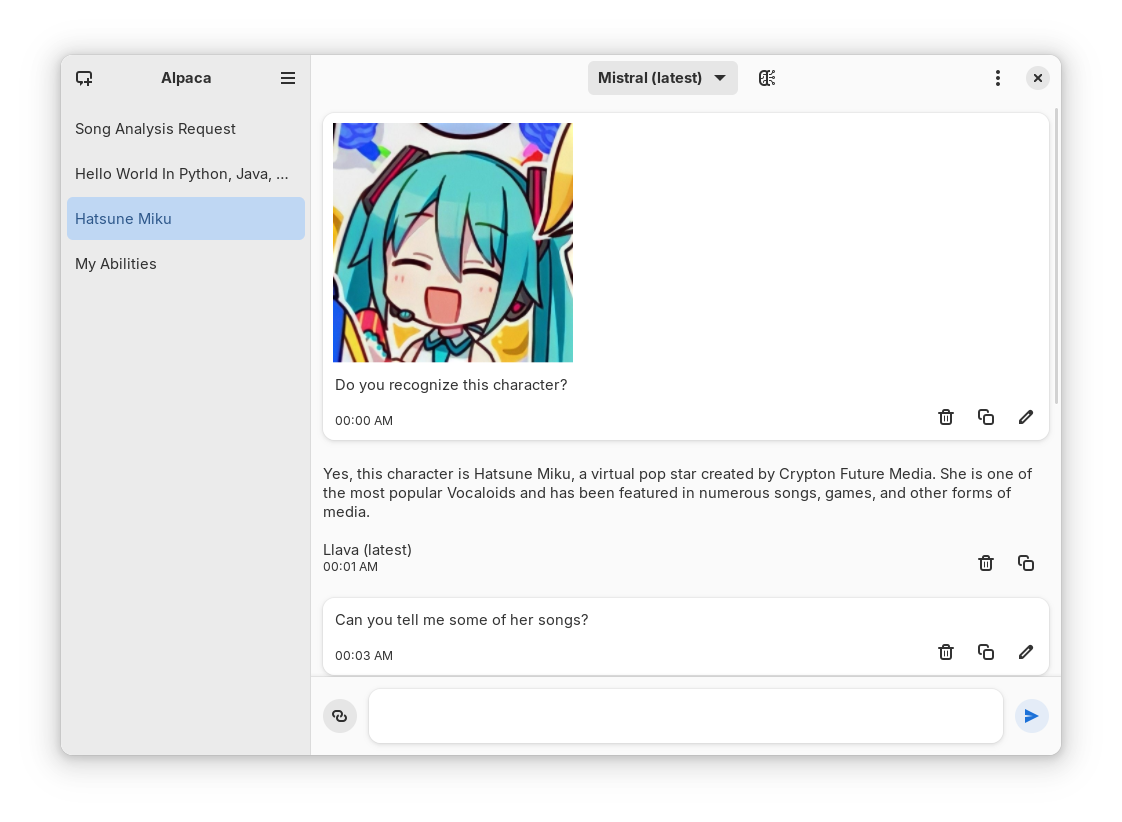 Alpaca
Song Analysis Request
Hello World In Python, Java, ...
Hatsune Miku
My Abilities
Mistral (latest)
Do you recognize this character?
00:00 AM
Yes, this character is Hatsune Miku, a virtual pop star created by Crypton Future Media. She is one of
the most popular Vocaloids and has been featured in numerous songs, games, and other forms of
media.
Llava (latest)
00:01 AM
Can you tell me some of her songs?
00:03 AM